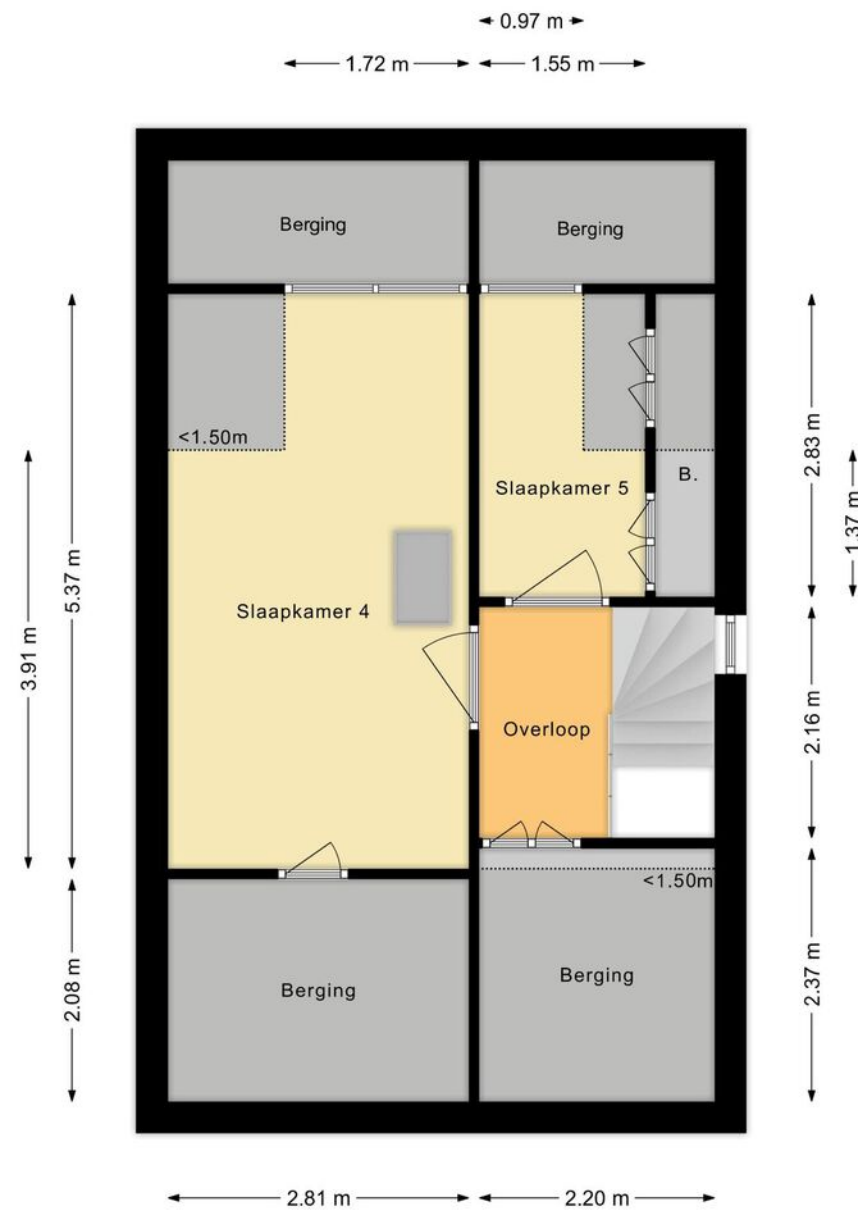 0.97 m
1.72 m
1.55 m
Berging
Berging
<1.50m
2.83 m
B.
Slaapkamer 5
1.37 m
5.37 m
Slaapkamer 4
3.91 m
2.16 m
Overloop
<1.50m
2.08 m
Berging
Berging
2.37 m
2.81 m
2.20 m